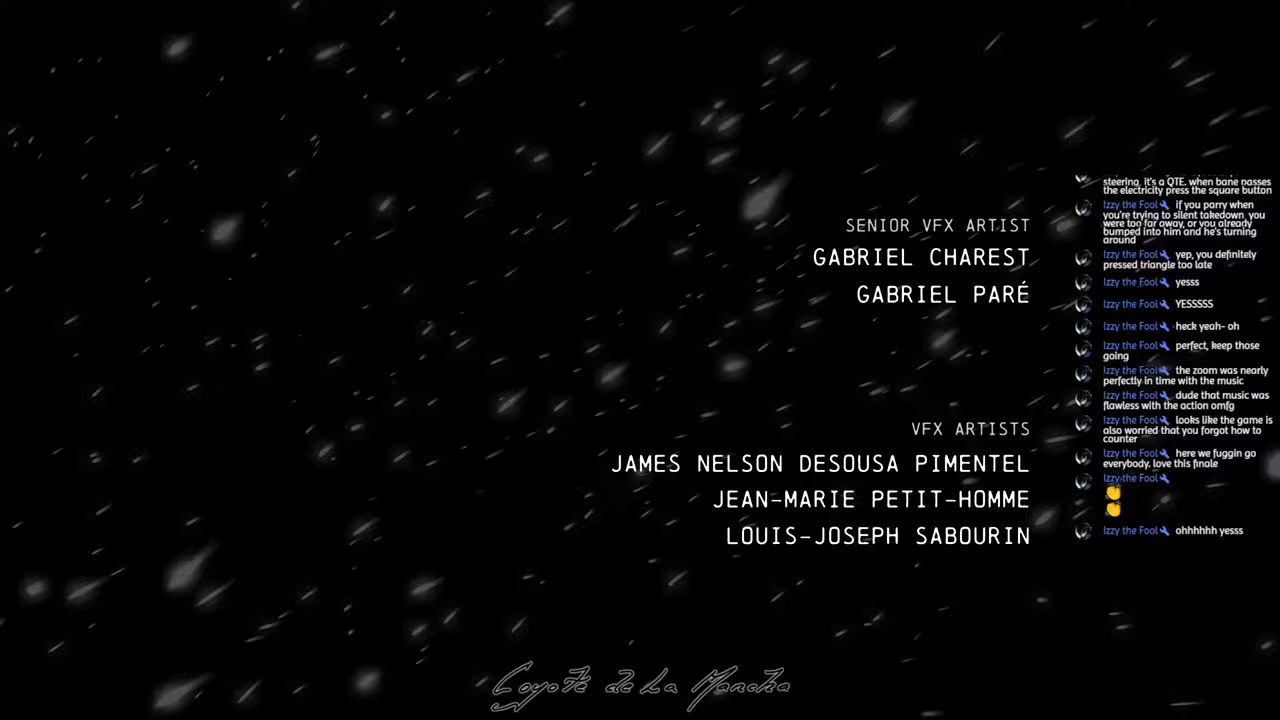 SENIOR VFX ARTIST
GABRIEL CHAREST
GABRIEL PARÉ
VFX ARTISTS
JAMES NELSON DESOUSA PIMENTEL
JEAN-MARIE PETIT-HOMME
LOUIS-JOSEPH SABOURIN
steering, it's a QTE. when bane passes
the electricity press the square button
Izzy the Fool if you parry when
you're trying to silent takedown, you
were too far away, or you already
bumped into him and he's turning
around
Izzy the Fool yep, you definitely
pressed triangle too late
Izzy the Fool yesss
Izzy the Fool YESSSSS
Izzy the Fool heck yeah- oh
Izzy the Fool perfect, keep those
going
Izzy the Fool the zoom was nearly
perfectly in time with the music
Izzy the Fool dude that music was
flawless with the action omfg
Izzy the Fool looks like the game is
also worried that you forgot how to
counter
Izzy the Fool here we fuggin go
everybody. love this finale
Izzy the Fool
Izzy the Fool ohhhhhh yesss
Coyote de La Mancha